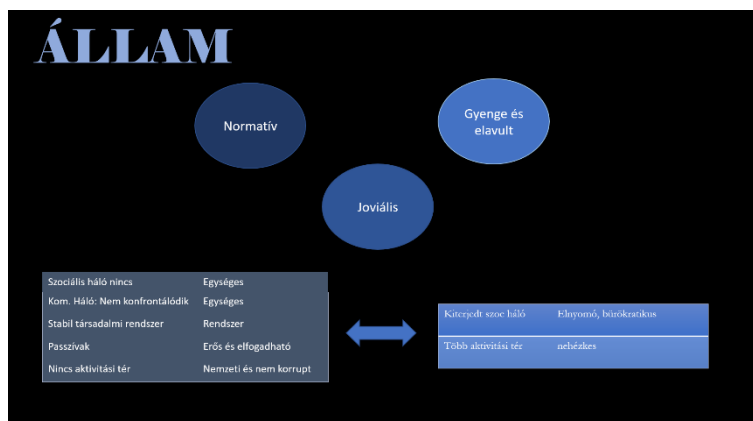 ÁLLAM
Normatív
Gyenge és
elavult
Joviális
Szociális háló nincs Egységes
Kom. Háló: Nem konfrontálódik Egységes
Stabil társadalmi rendszer Rendszer
Passzívak Erős és elfogadható
Nincs aktivitási tér Nemzeti és nem korrupt
Kiterjedt szoc háló Elnyomó, bürökratikus
Több aktivitási tér nehézkes